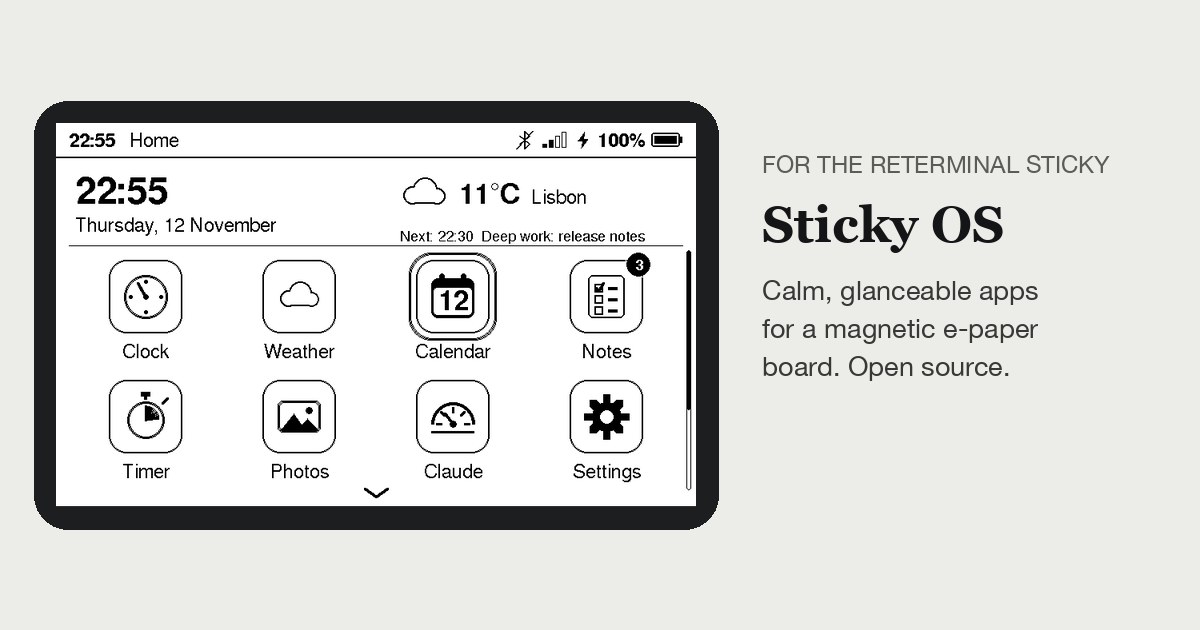 22:55 Home 100%
22:55
Thursday, 12 November
11°C Lisbon
Next: 22:30 Deep work: release notes
3
12
Clock Weather Calendar Notes
Timer Photos Claude Settings
FOR THE RETERMINAL STICKY
Sticky OS
Calm, glanceable apps
for a magnetic e-paper
board. Open source.